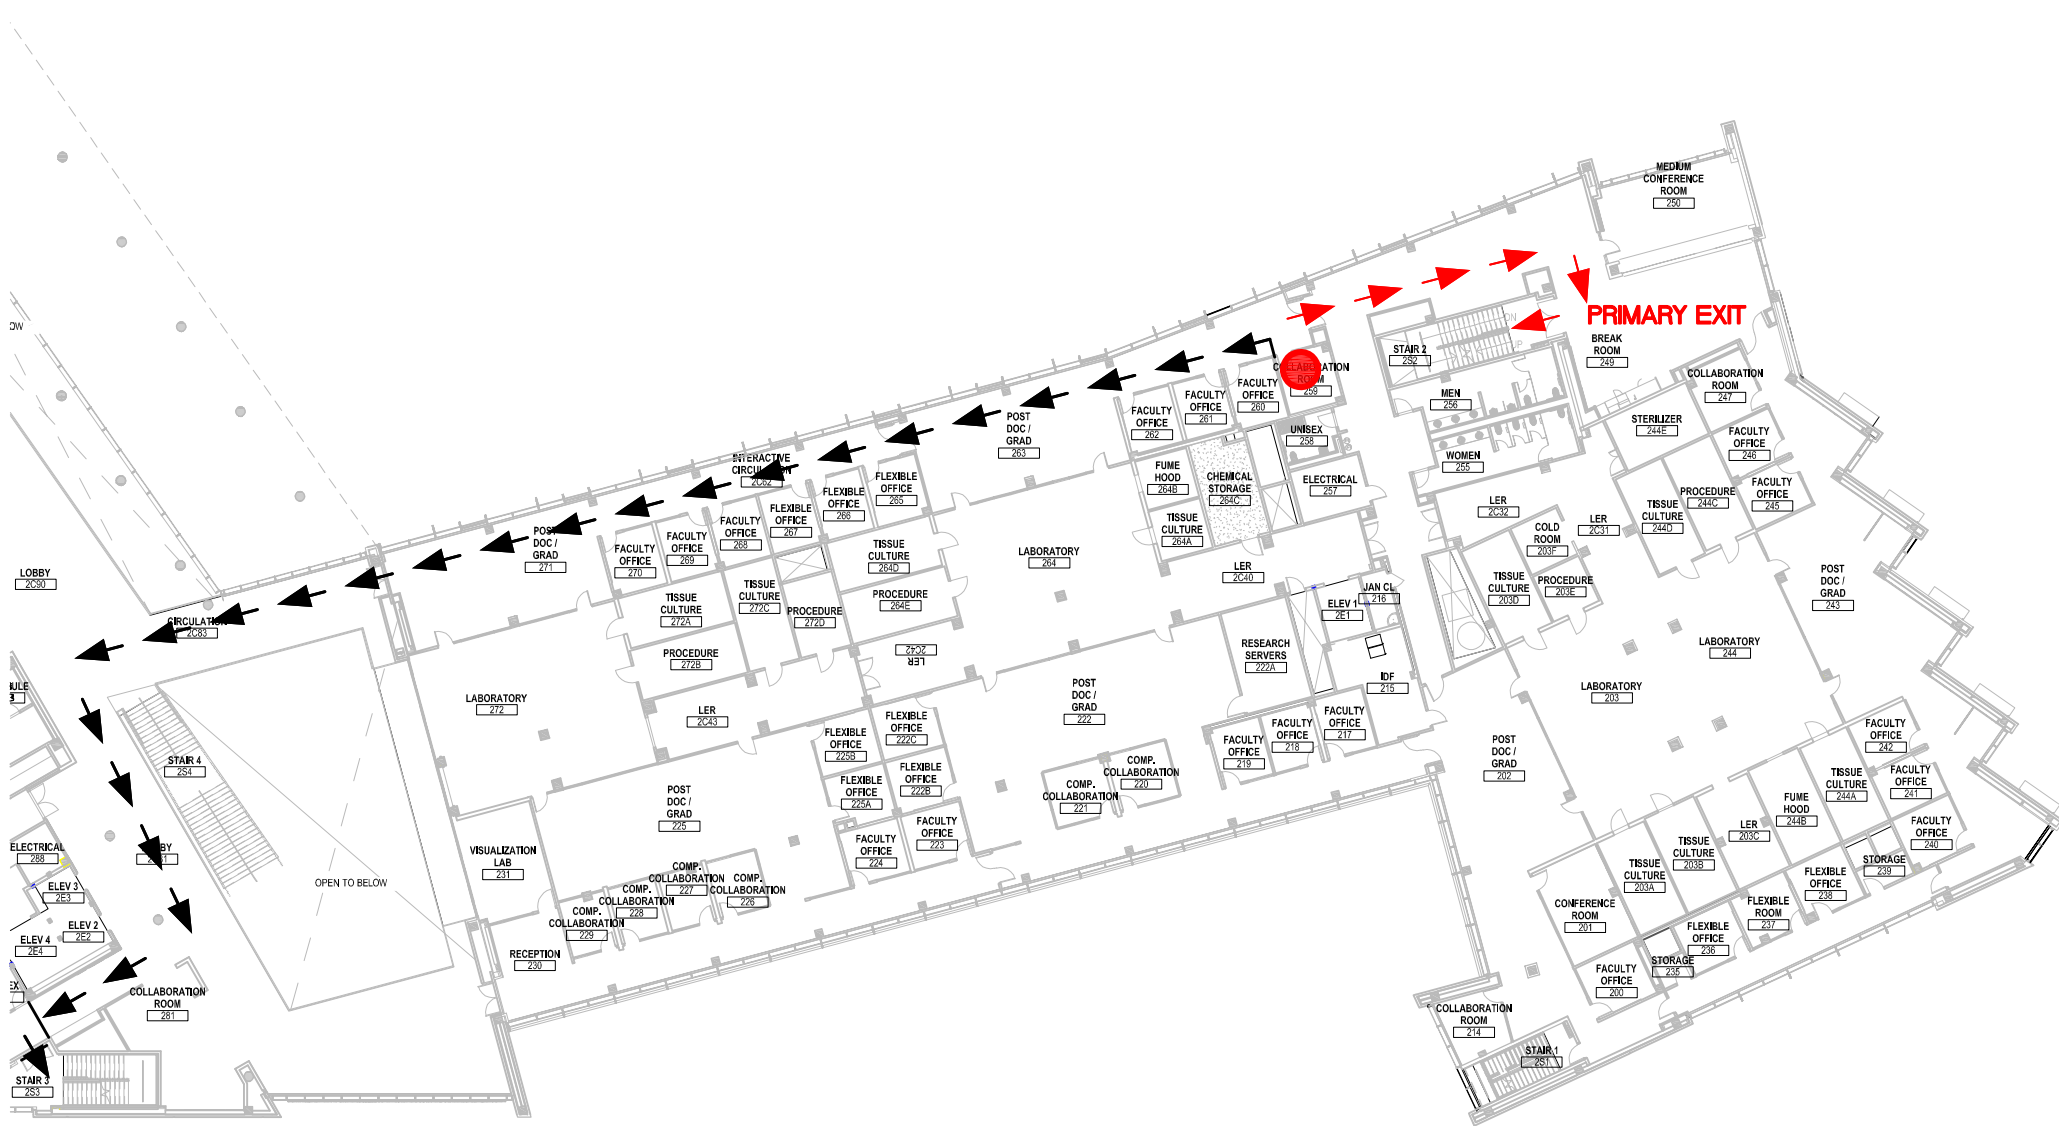 MEDIUM
CONFERENCE
ROOM
250
PRIMARY EXIT
BREAK
ROOM
249
STAIR 2
2S2
UP
MEN
256
WOMEN
255
COLLABORATION
ROOM
259
FACULTY
OFFICE
260
FACULTY
OFFICE
261
FACULTY
OFFICE
262
UNISEX
258
ELECTRICAL
257
CHEMICAL
STORAGE
264C
FUME
HOOD
264B
TISSUE
CULTURE
264A
POST
DOC /
GRAD
263
LABORATORY
264
LER
2C40
INTERACTIVE
CIRCULATION
2C62
FLEXIBLE
OFFICE
265
FLEXIBLE
OFFICE
266
FLEXIBLE
OFFICE
267
FACULTY
OFFICE
268
FACULTY
OFFICE
269
FACULTY
OFFICE
270
POST
DOC /
GRAD
271
TISSUE
CULTURE
264D
PROCEDURE
264E
LER
2C42
TISSUE
CULTURE
272C
PROCEDURE
272D
TISSUE
CULTURE
272A
PROCEDURE
272B
LABORATORY
272
LER
2C43
LOBBY
2C90
CIRCULATION
2C83
STAIR 4
2S4
OPEN TO BELOW
ELECTRICAL
288
ELEV 3
2E3
ELEV 2
2E2
ELEV 4
2E4
COLLABORATION
ROOM
281
STAIR 3
2S3
VISUALIZATION
LAB
231
RECEPTION
230
POST
DOC /
GRAD
225
COMP.
COLLABORATION
229
COMP.
COLLABORATION
228
COMP.
COLLABORATION
227
COMP.
COLLABORATION
226
FLEXIBLE
OFFICE
225B
FLEXIBLE
OFFICE
225A
FLEXIBLE
OFFICE
222C
FLEXIBLE
OFFICE
222B
FACULTY
OFFICE
224
FACULTY
OFFICE
223
POST
DOC /
GRAD
222
COMP.
COLLABORATION
221
COMP.
COLLABORATION
220
FACULTY
OFFICE
219
FACULTY
OFFICE
218
FACULTY
OFFICE
217
RESEARCH
SERVERS
222A
ELEV 1
2E1
JAN CL
216
IDF
215
COLLABORATION
ROOM
247
STERILIZER
244E
FACULTY
OFFICE
246
FACULTY
OFFICE
245
PROCEDURE
244C
TISSUE
CULTURE
244D
LER
2C32
LER
2C31
COLD
ROOM
203F
PROCEDURE
203E
TISSUE
CULTURE
203D
POST
DOC /
GRAD
243
LABORATORY
244
LABORATORY
203
POST
DOC /
GRAD
202
FACULTY
OFFICE
242
FACULTY
OFFICE
241
FACULTY
OFFICE
240
TISSUE
CULTURE
244A
FUME
HOOD
244B
LER
203C
TISSUE
CULTURE
203B
TISSUE
CULTURE
203A
STORAGE
239
FLEXIBLE
OFFICE
238
FLEXIBLE
ROOM
237
FLEXIBLE
OFFICE
236
STORAGE
235
CONFERENCE
ROOM
201
FACULTY
OFFICE
200
COLLABORATION
ROOM
214
STAIR 1
2S1